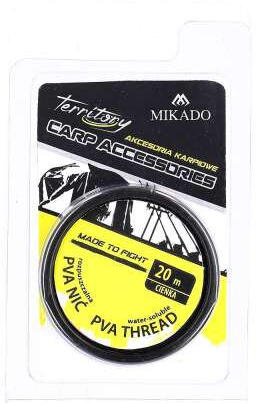 territory
MIKADO
AKCESORIA KARPIOWE
CARP ACCESSORIES
MADE TO FIGHT
20 m
CIENKA
rozpuszczalna
PVA NIĆ
water-soluble
PVA THREAD